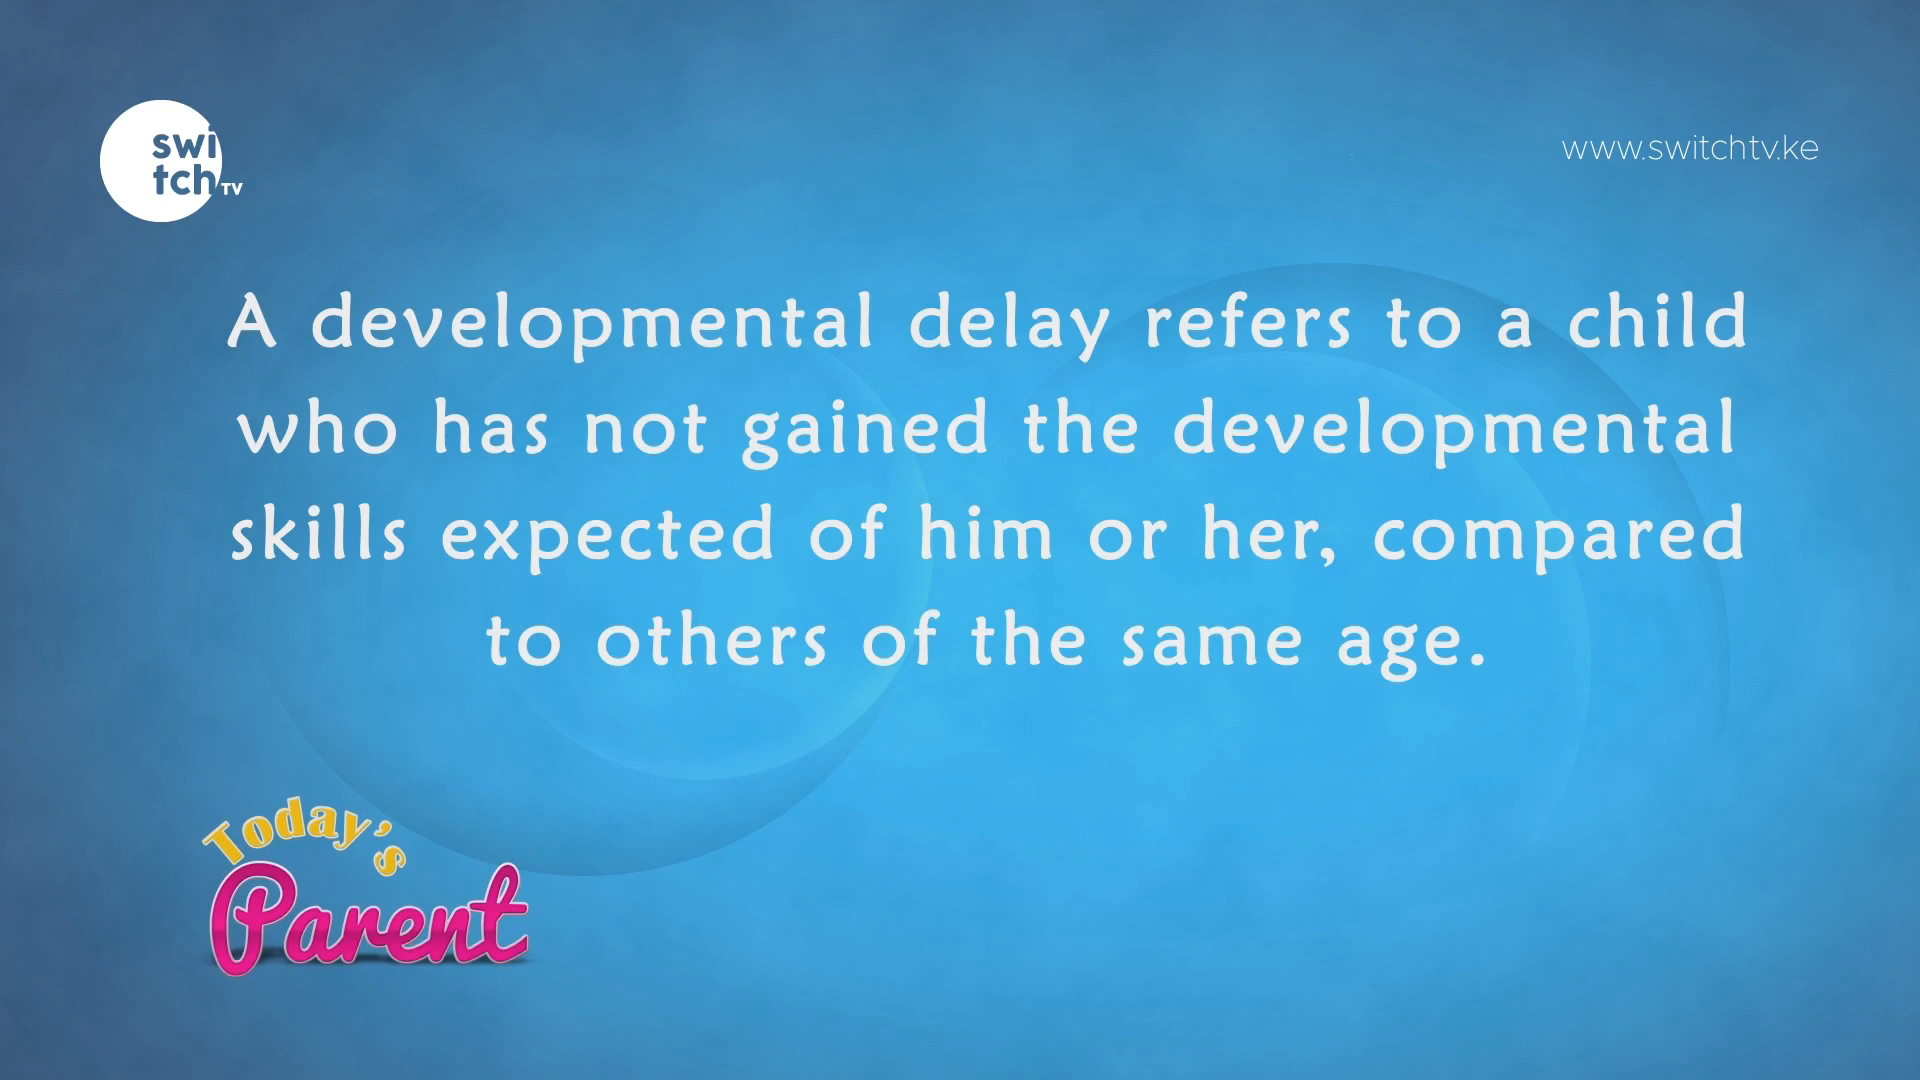 swi
tch TV
www.switchtv.ke
A developmental delay refers to a child
who has not gained the developmental
skills expected of him or her, compared
to others of the same age.
Today's
Parent